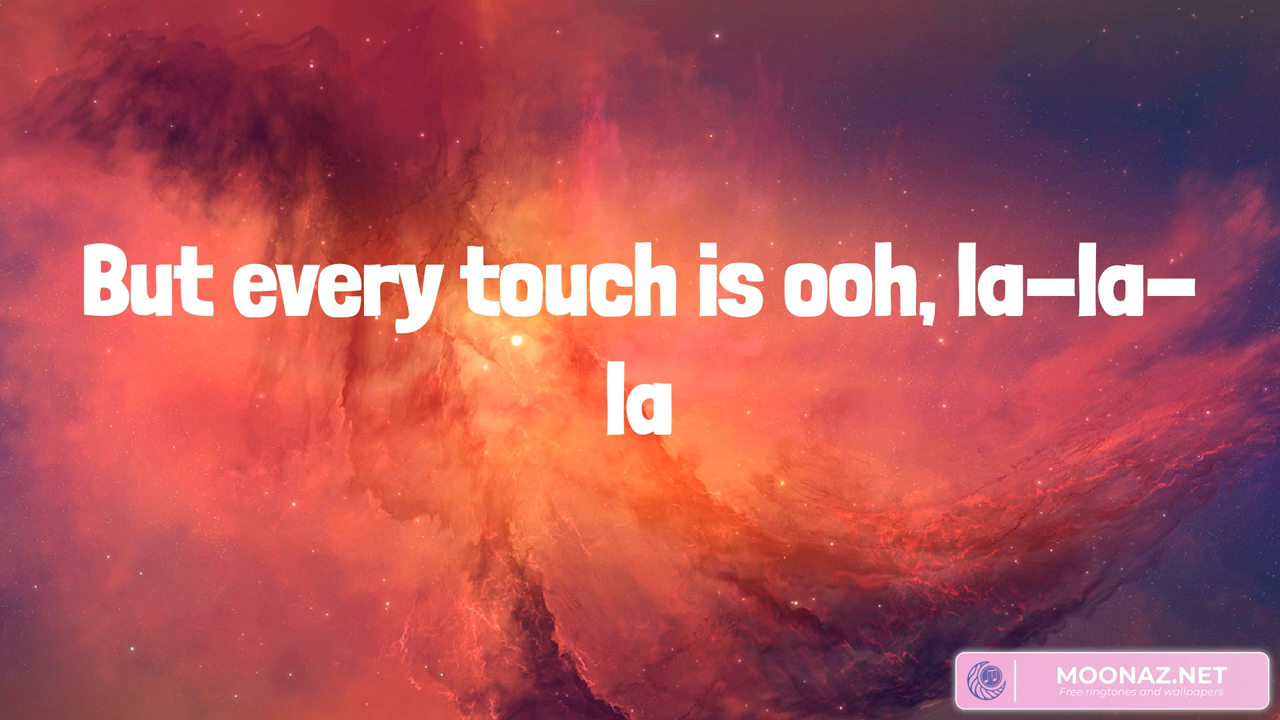 But every touch is ooh, la-la-
la
MOONAZ.NET
Free ringtones and wallpapers